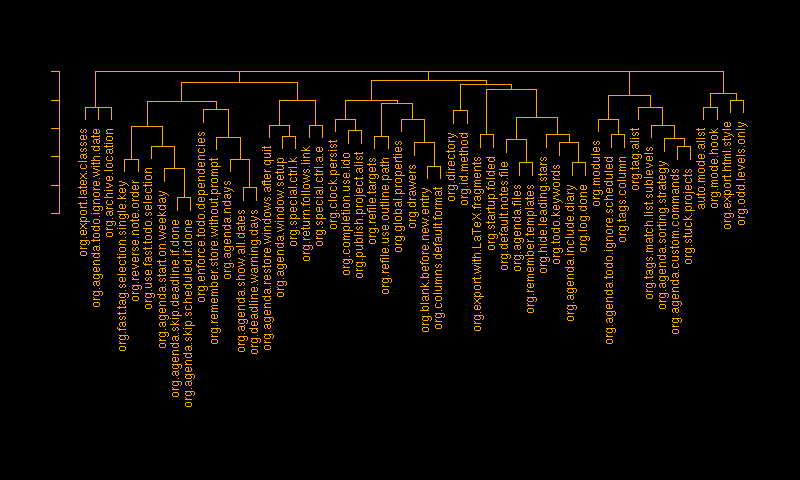 org.export.latex.classes
org.agenda.todo.ignore.with.date
org.archive.location
org.fast.tag.selection.single.key
org.reverse.note.order
org.use.fast.todo.selection
org.agenda.start.on.weekday
org.agenda.skip.deadline.if.done
org.agenda.skip.scheduled.if.done
org.enforce.todo.dependencies
org.remember.store.without.prompt
org.agenda.ndays
org.agenda.show.all.dates
org.deadline.warning.days
org.agenda.restore.windows.after.quit
org.agenda.window.setup
org.special.ctrl.k
org.return.follows.link
org.special.ctrl.a.e
org.clock.persist
org.completion.use.ido
org.publish.project.alist
org.refile.targets
org.refile.use.outline.path
org.global.properties
org.drawers
org.blank.before.new.entry
org.columns.default.format
org.directory
org.id.method
org.export.with.LaTeX.fragments
org.startup.folded
org.default.notes.file
org.agenda.files
org.remember.templates
org.hide.leading.stars
org.todo.keywords
org.agenda.include.diary
org.log.done
org.modules
org.agenda.todo.ignore.scheduled
org.tags.column
org.tag.alist
org.tags.match.list.sublevels
org.agenda.sorting.strategy
org.agenda.custom.commands
org.stuck.projects
auto.mode.alist
org.mode.hook
org.export.html.style
org.odd.levels.only